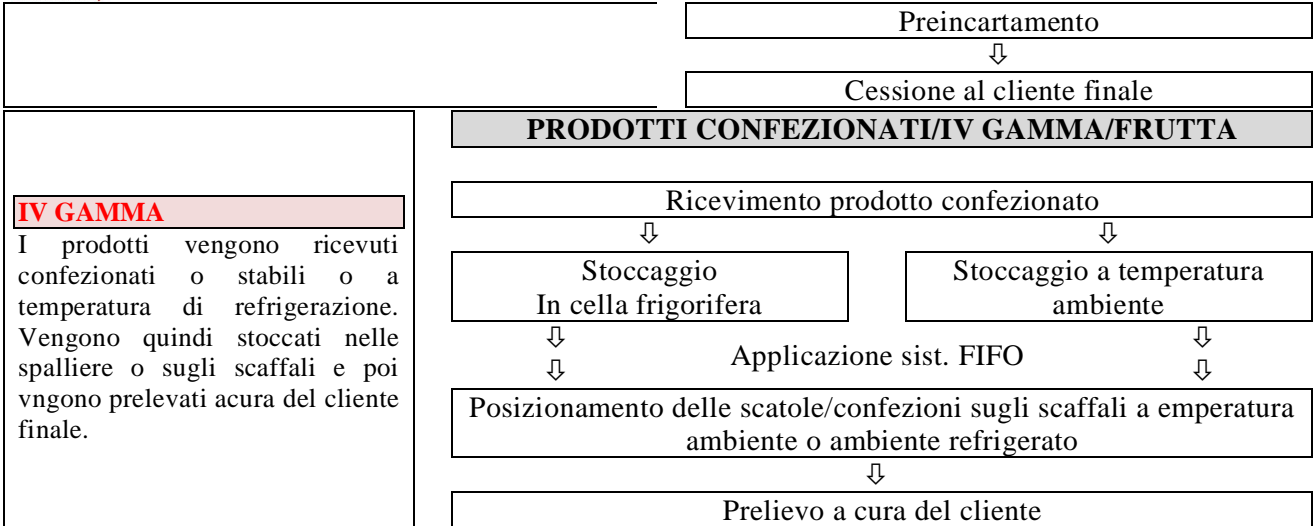 Preincartamento
⇩
Cessione al cliente finale
PRODOTTI CONFEZIONATI/IV GAMMA/FRUTTA
IV GAMMA
I prodotti vengono ricevuti
confezionati o stabili o a
temperatura di refrigerazione.
Vengono quindi stoccati nelle
spalliere o sugli scaffali e poi
vngono prelevati acura del cliente
finale.
Ricevimento prodotto confezionato
⇩ ⇩
Stoccaggio
In cella frigorifera
Stoccaggio a temperatura
ambiente
⇩ ⇩
Applicazione sist. FIFO
⇩ ⇩
Posizionamento delle scatole/confezioni sugli scaffali a emperatura
ambiente o ambiente refrigerato
⇩
Prelievo a cura del cliente